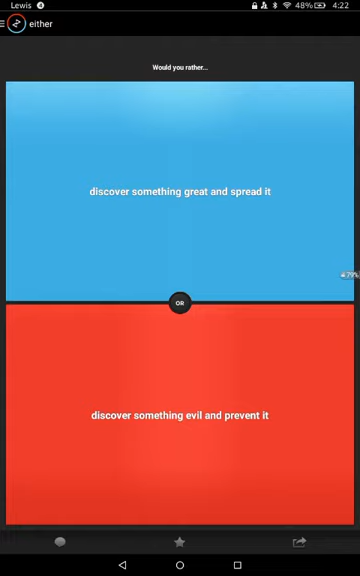 Lewis
48%
4:22
either
Would you rather...
discover something great and spread it
79%
OR
discover something evil and prevent it